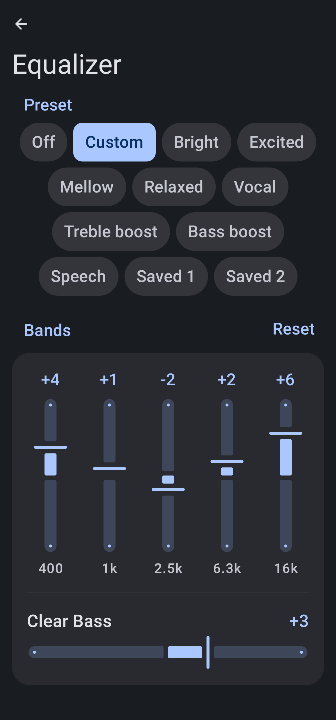 Equalizer
Preset
Off Custom Bright Excited
Mellow Relaxed Vocal
Treble boost Bass boost
Speech Saved 1 Saved 2
Bands Reset
+4 +1 -2 +2 +6
400 1k 2.5k 6.3k 16k
Clear Bass +3